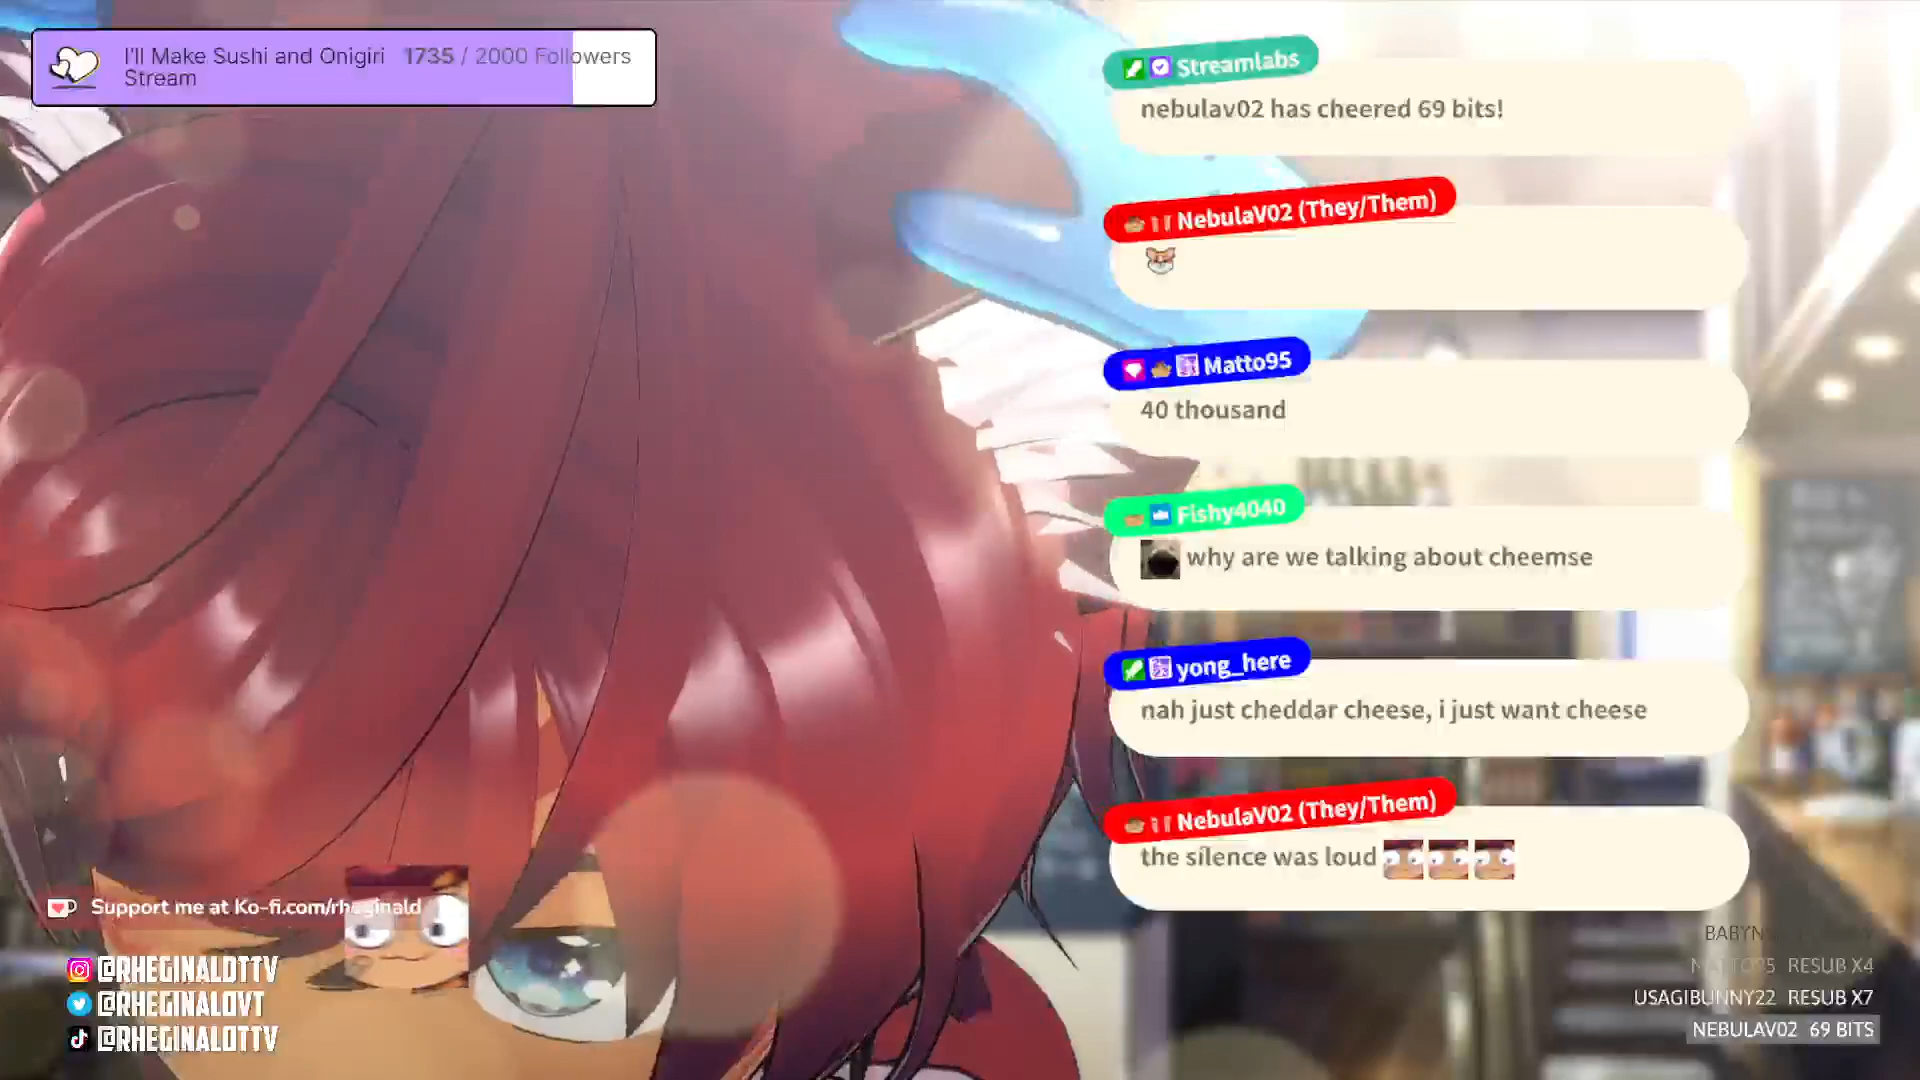 I'll Make Sushi and Onigiri 1735 / 2000 Followers
Stream
Streamlabs
nebulav02 has cheered 69 bits!
NebulaV02 (They/Them)
Matto95
40 thousand
Fishy4040
why are we talking about cheemse
yong_here
nah just cheddar cheese, i just want cheese
NebulaV02 (They/Them)
the silence was loud
Support me at Ko-fi.com/rheginald
@RHEGINALDTTV
@RHEGINALDVT
@RHEGINALDTTV
MATTO95 RESUB X4
USAGIBUNNY22 RESUB X7
NEBULAV02 69 BITS